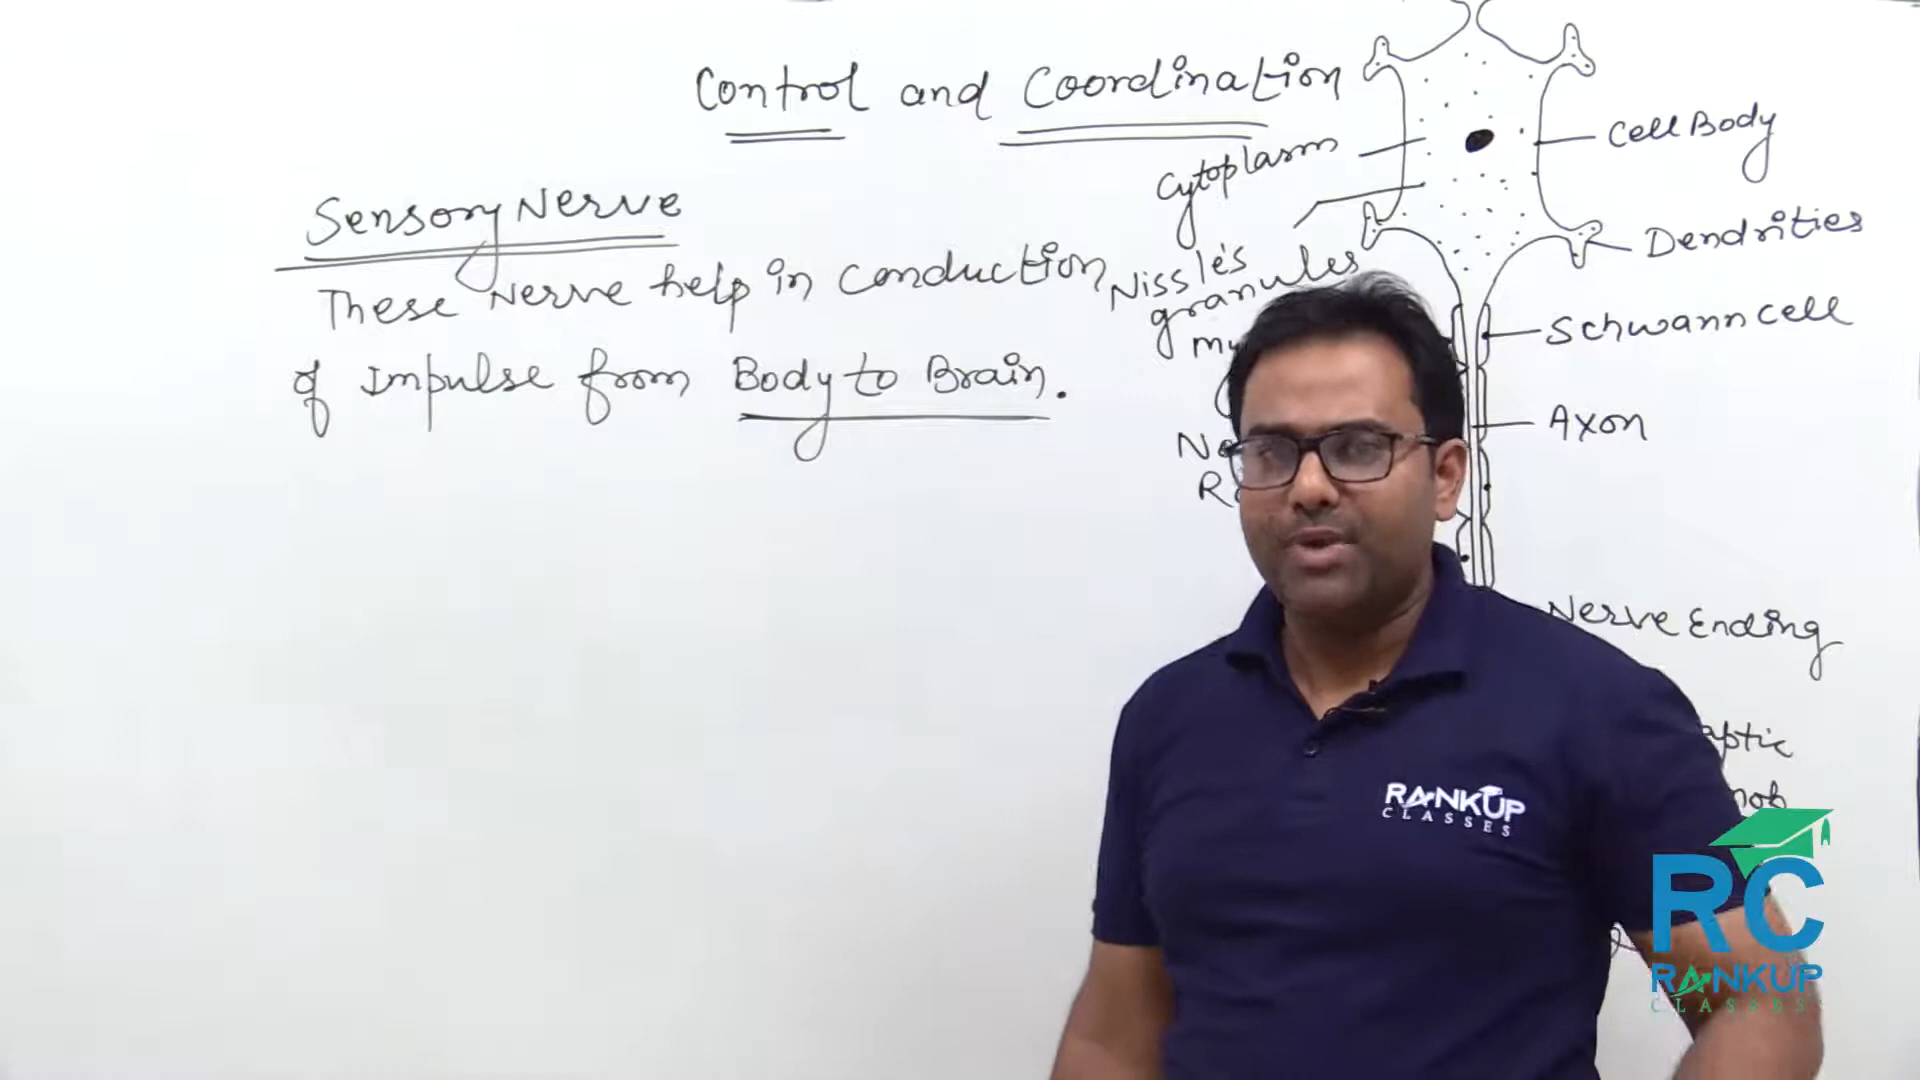 Control and Coordination
Sensory Nerve
These Nerve help in Conduction
of Impulse from Body to Brain.
Cytoplasm
Nissle's
granules
Cell Body
Dendrities
Schwann cell
Axon
Nerve Ending
RANKUP
CLASSES
RC
RANKUP
CLASSES